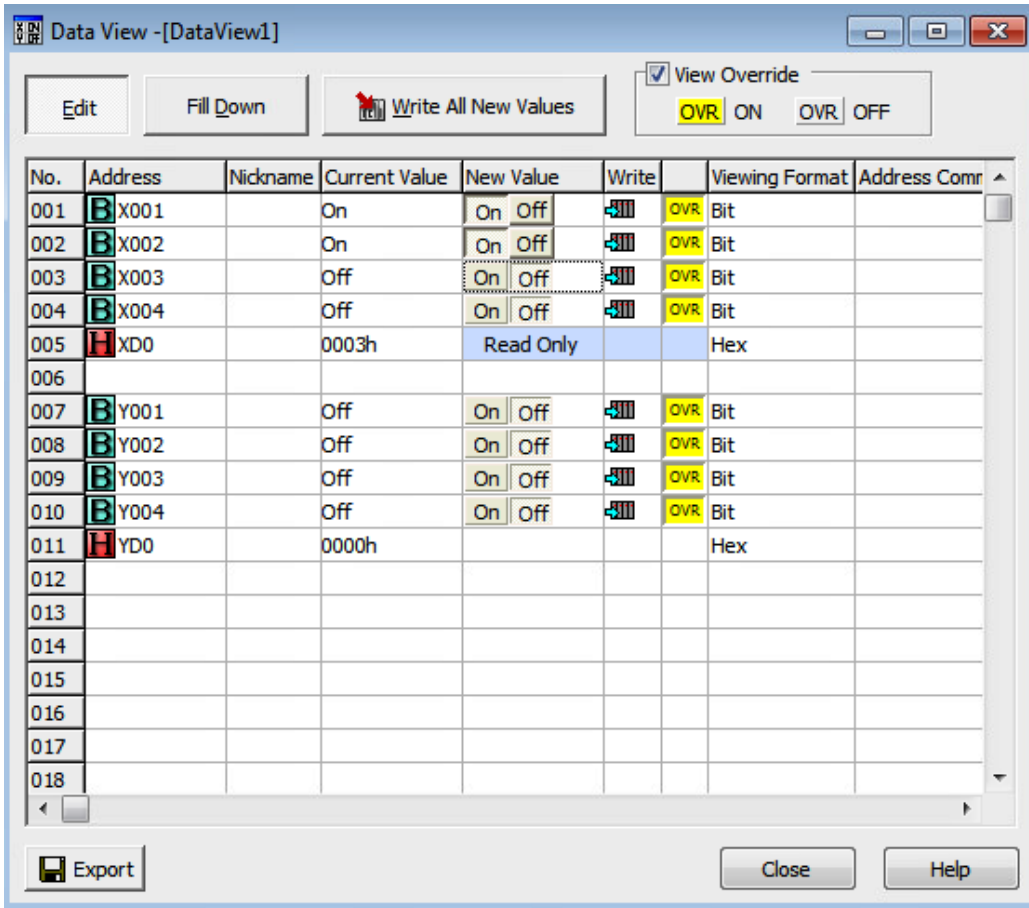 Data View -[DataView1]
Edit Fill Down Write All New Values View Override
OVR ON OVR OFF
No. Address Nickname Current Value New Value Write Viewing Format Address Comm
001 B X001 On On Off OVR Bit
002 B X002 On On Off OVR Bit
003 B X003 Off On Off OVR Bit
004 B X004 Off On Off OVR Bit
005 H XD0 0003h Read Only Hex
006
007 B Y001 Off On Off OVR Bit
008 B Y002 Off On Off OVR Bit
009 B Y003 Off On Off OVR Bit
010 B Y004 Off On Off OVR Bit
011 H YD0 0000h Hex
012
013
014
015
016
017
018
Export Close Help